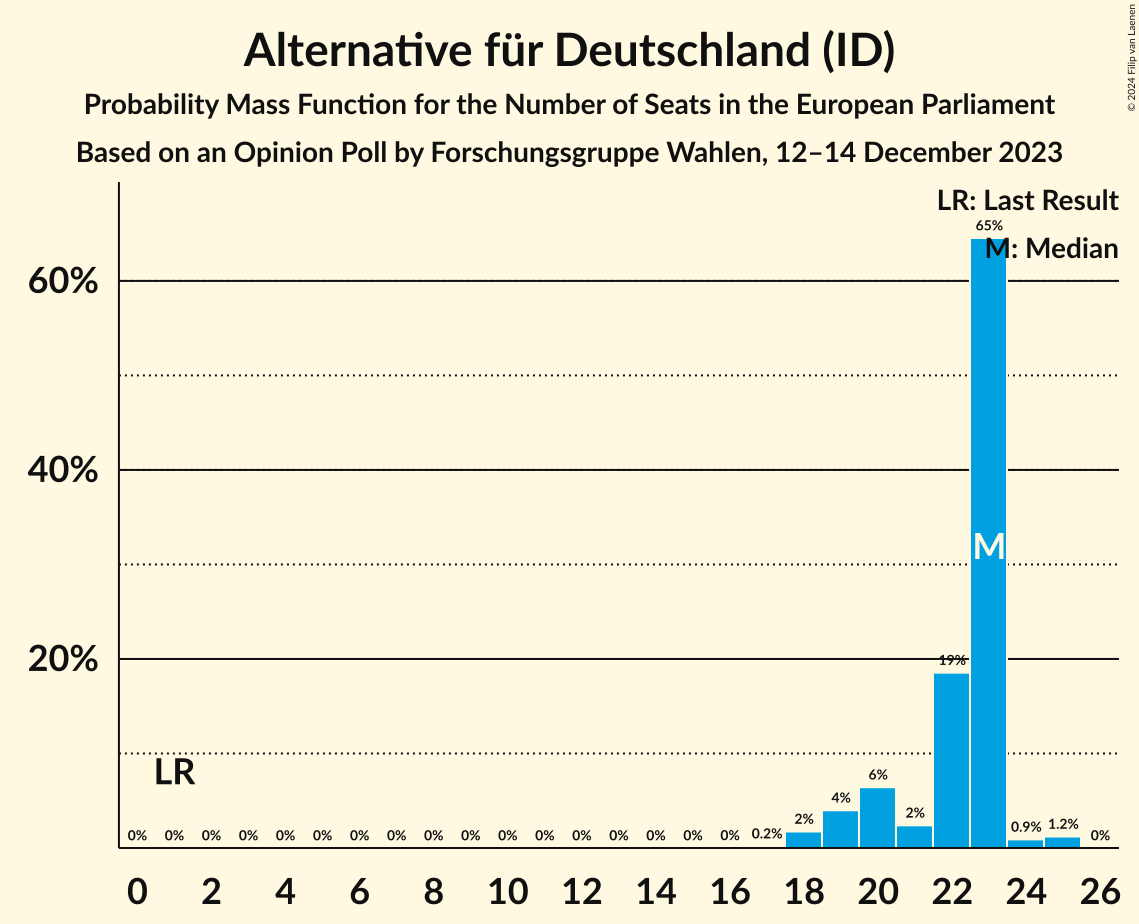 Alternative für Deutschland (ID)
Probability Mass Function for the Number of Seats in the European Parliament
Based on an Opinion Poll by Forschungsgruppe Wahlen, 12–14 December 2023
© 2024 Filip van Laenen
LR: Last Result
M: Median
60%
40%
20%
65%
M
19%
LR
0% 0% 0% 0% 0% 0% 0% 0% 0% 0% 0% 0% 0% 0% 0% 0% 0% 0.2% 2% 4% 6% 2% 0.9% 1.2% 0%
0 2 4 6 8 10 12 14 16 18 20 22 24 26